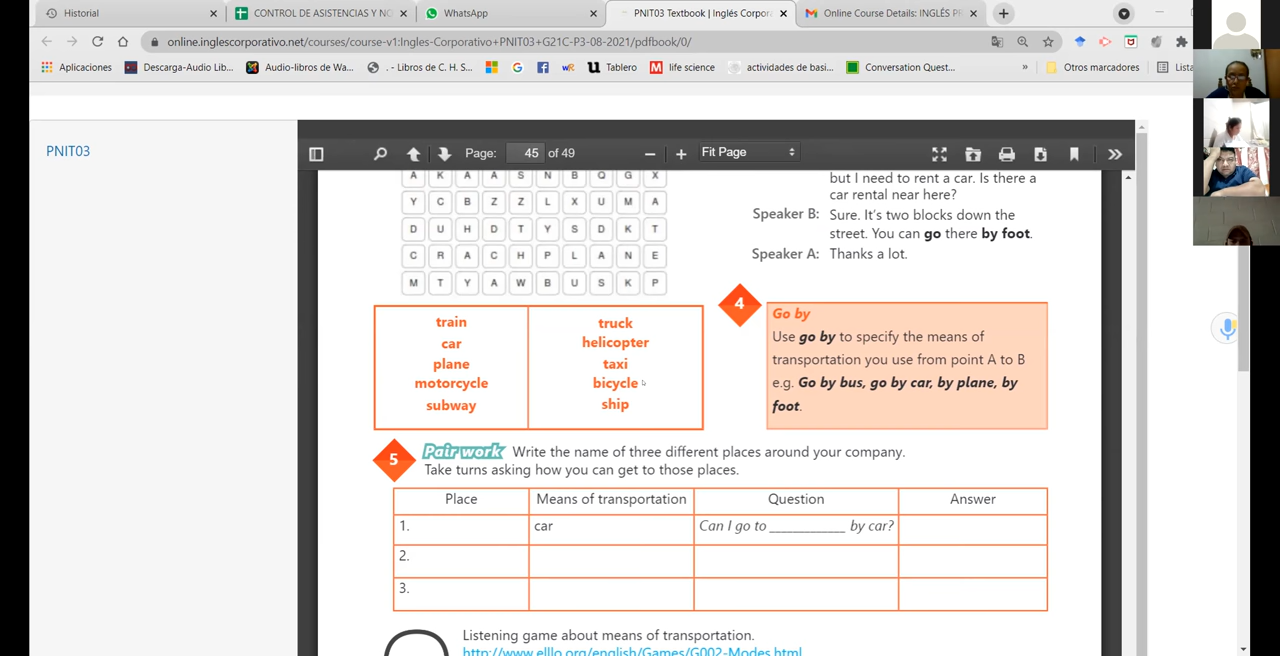 Historial
CONTROL DE ASISTENCIAS Y NO
WhatsApp
PNIT03 Textbook | Inglés Corpora
Online Course Details: INGLÉS PR
online.inglescorporativo.net/courses/course-v1:Ingles-Corporativo+PNIT03+G21C-P3-08-2021/pdfbook/0/
Aplicaciones
Descarga-Audio Lib...
Audio-libros de Wa...
. - Libros de C. H. S...
Tablero
life science
actividades de basi...
Conversation Quest...
Otros marcadores
Lista
PNIT03
Page: 45 of 49
Fit Page
A K A A S N B Q G X
Y C B Z Z L X U M A
D U H D T Y S D K T
C R A C H P L A N E
M T Y A W B U S K P
but I need to rent a car. Is there a
car rental near here?
Speaker B: Sure. It's two blocks down the
street. You can go there by foot.
Speaker A: Thanks a lot.
train
car
plane
motorcycle
subway
truck
helicopter
taxi
bicycle
ship
4
Go by
Use go by to specify the means of
transportation you use from point A to B
e.g. Go by bus, go by car, by plane, by
foot.
5 Pair work Write the name of three different places around your company.
Take turns asking how you can get to those places.
Place Means of transportation Question Answer
1. car Can I go to ____________ by car?
2.
3.
Listening game about means of transportation.
http://www.elllo.org/english/Games/G002-Modes.html